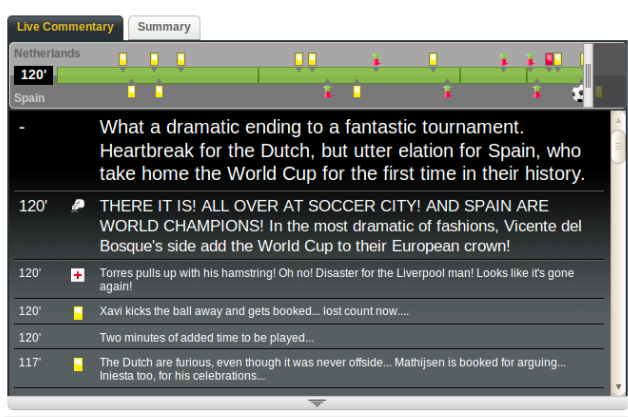 Live Commentary Summary
Netherlands
120'
Spain
- What a dramatic ending to a fantastic tournament.
Heartbreak for the Dutch, but utter elation for Spain, who
take home the World Cup for the first time in their history.
120' THERE IT IS! ALL OVER AT SOCCER CITY! AND SPAIN ARE
WORLD CHAMPIONS! In the most dramatic of fashions, Vicente del
Bosque's side add the World Cup to their European crown!
120' Torres pulls up with his hamstring! Oh no! Disaster for the Liverpool man! Looks like it's gone
again!
120' Xavi kicks the ball away and gets booked... lost count now....
120' Two minutes of added time to be played...
117' The Dutch are furious, even though it was never offside... Mathijsen is booked for arguing...
Iniesta too, for his celebrations...